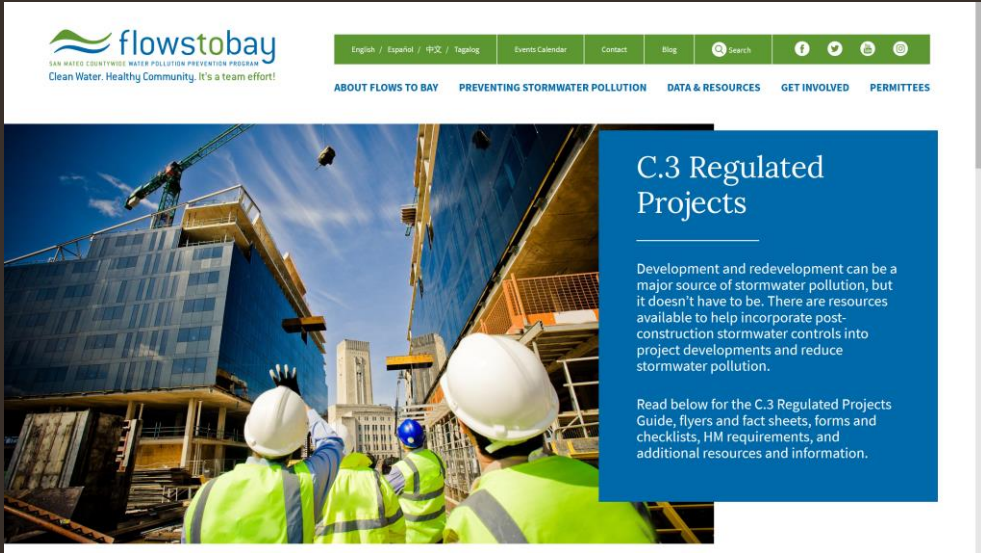 flowstobay
SAN MATEO COUNTYWIDE WATER POLLUTION PREVENTION PROGRAM
Clean Water. Healthy Community. It's a team effort!
English / Español / 中文 / Tagalog
Events Calendar
Contact
Blog
Search
ABOUT FLOWS TO BAY
PREVENTING STORMWATER POLLUTION
DATA & RESOURCES
GET INVOLVED
PERMITTEES
C.3 Regulated
Projects
Development and redevelopment can be a
major source of stormwater pollution, but
it doesn't have to be. There are resources
available to help incorporate post-
construction stormwater controls into
project developments and reduce
stormwater pollution.
Read below for the C.3 Regulated Projects
Guide, flyers and fact sheets, forms and
checklists, HM requirements, and
additional resources and information.